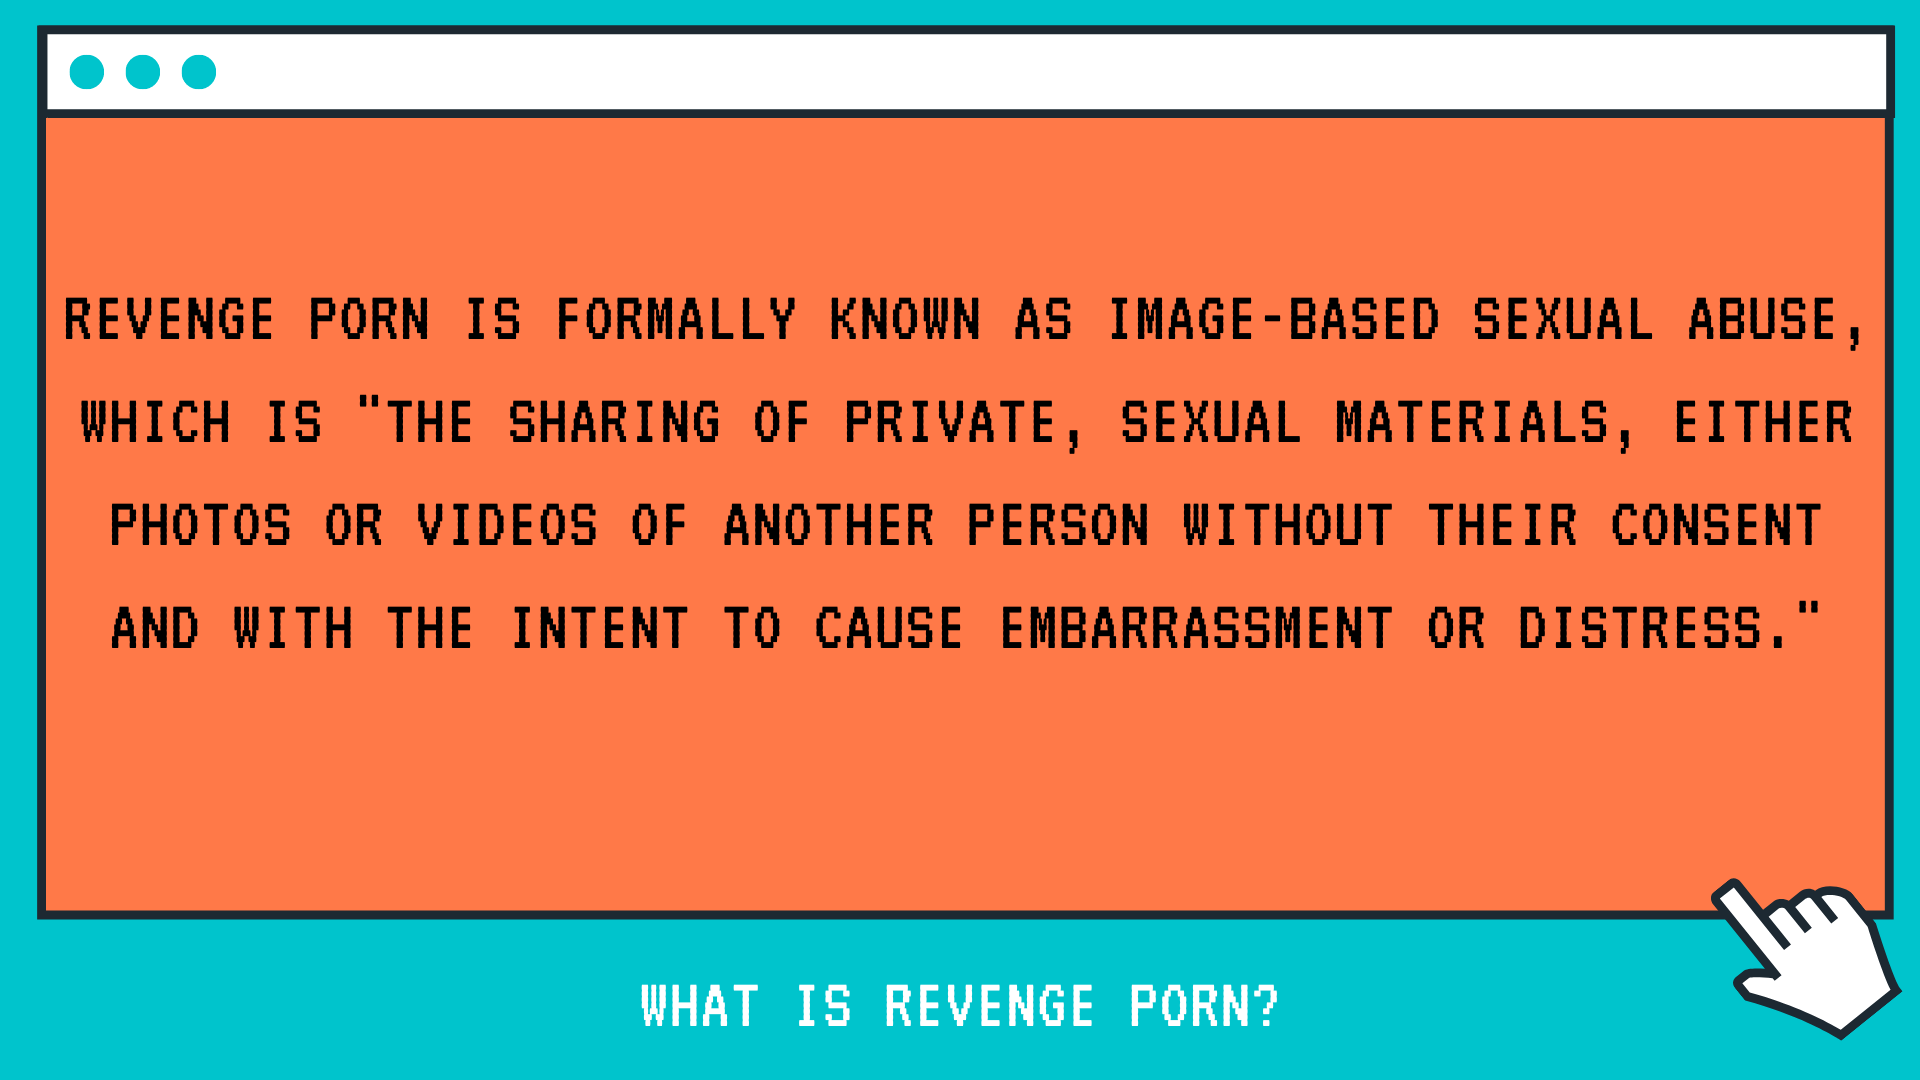 REVENGE PORN IS FORMALLY KNOWN AS IMAGE-BASED SEXUAL ABUSE,
WHICH IS "THE SHARING OF PRIVATE, SEXUAL MATERIALS, EITHER
PHOTOS OR VIDEOS OF ANOTHER PERSON WITHOUT THEIR CONSENT
AND WITH THE INTENT TO CAUSE EMBARRASSMENT OR DISTRESS."
WHAT IS REVENGE PORN?